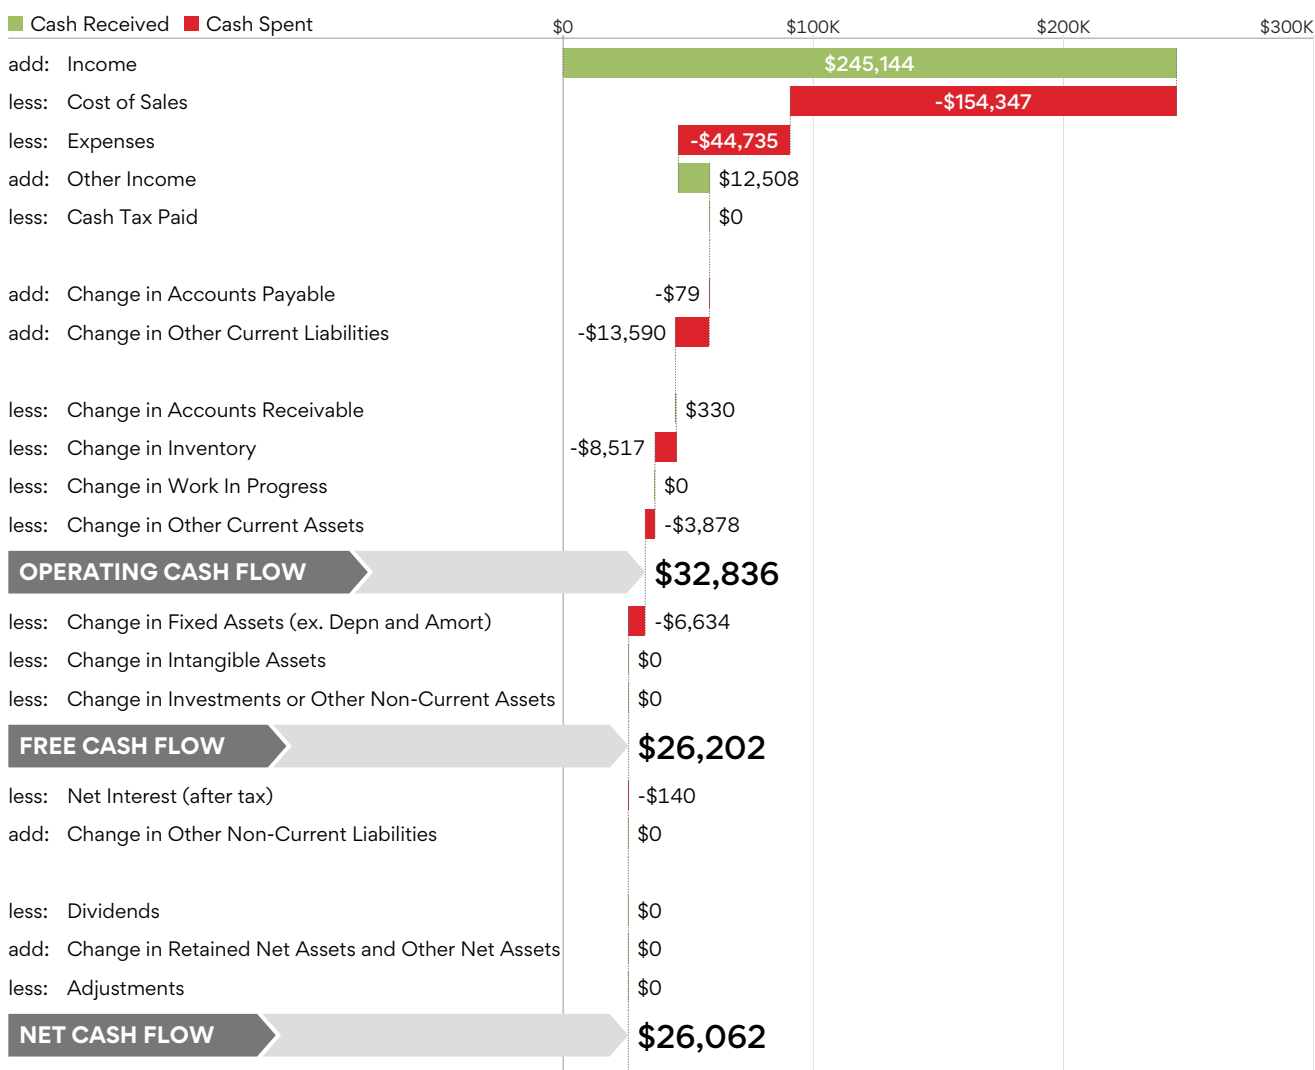 Cash Received Cash Spent $0 $100K $200K $300K
add: Income $245,144
less: Cost of Sales -$154,347
less: Expenses -$44,735
add: Other Income $12,508
less: Cash Tax Paid $0
add: Change in Accounts Payable -$79
add: Change in Other Current Liabilities -$13,590
less: Change in Accounts Receivable $330
less: Change in Inventory -$8,517
less: Change in Work In Progress $0
less: Change in Other Current Assets -$3,878
OPERATING CASH FLOW $32,836
less: Change in Fixed Assets (ex. Depn and Amort) -$6,634
less: Change in Intangible Assets $0
less: Change in Investments or Other Non-Current Assets $0
FREE CASH FLOW $26,202
less: Net Interest (after tax) -$140
add: Change in Other Non-Current Liabilities $0
less: Dividends $0
add: Change in Retained Net Assets and Other Net Assets $0
less: Adjustments $0
NET CASH FLOW $26,062